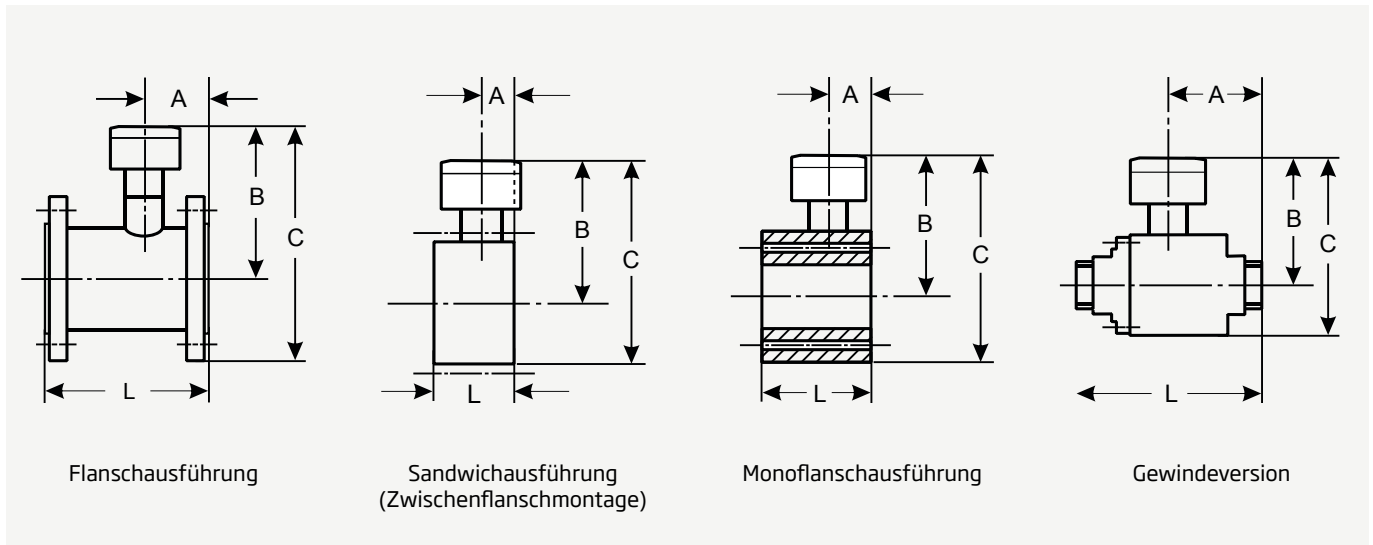 A
B
C
L
Flanschausführung
A
B
C
L
Sandwichausführung
(Zwischenflanschmontage)
A
B
C
L
Monoflanschausführung
A
B
C
L
Gewindeversion